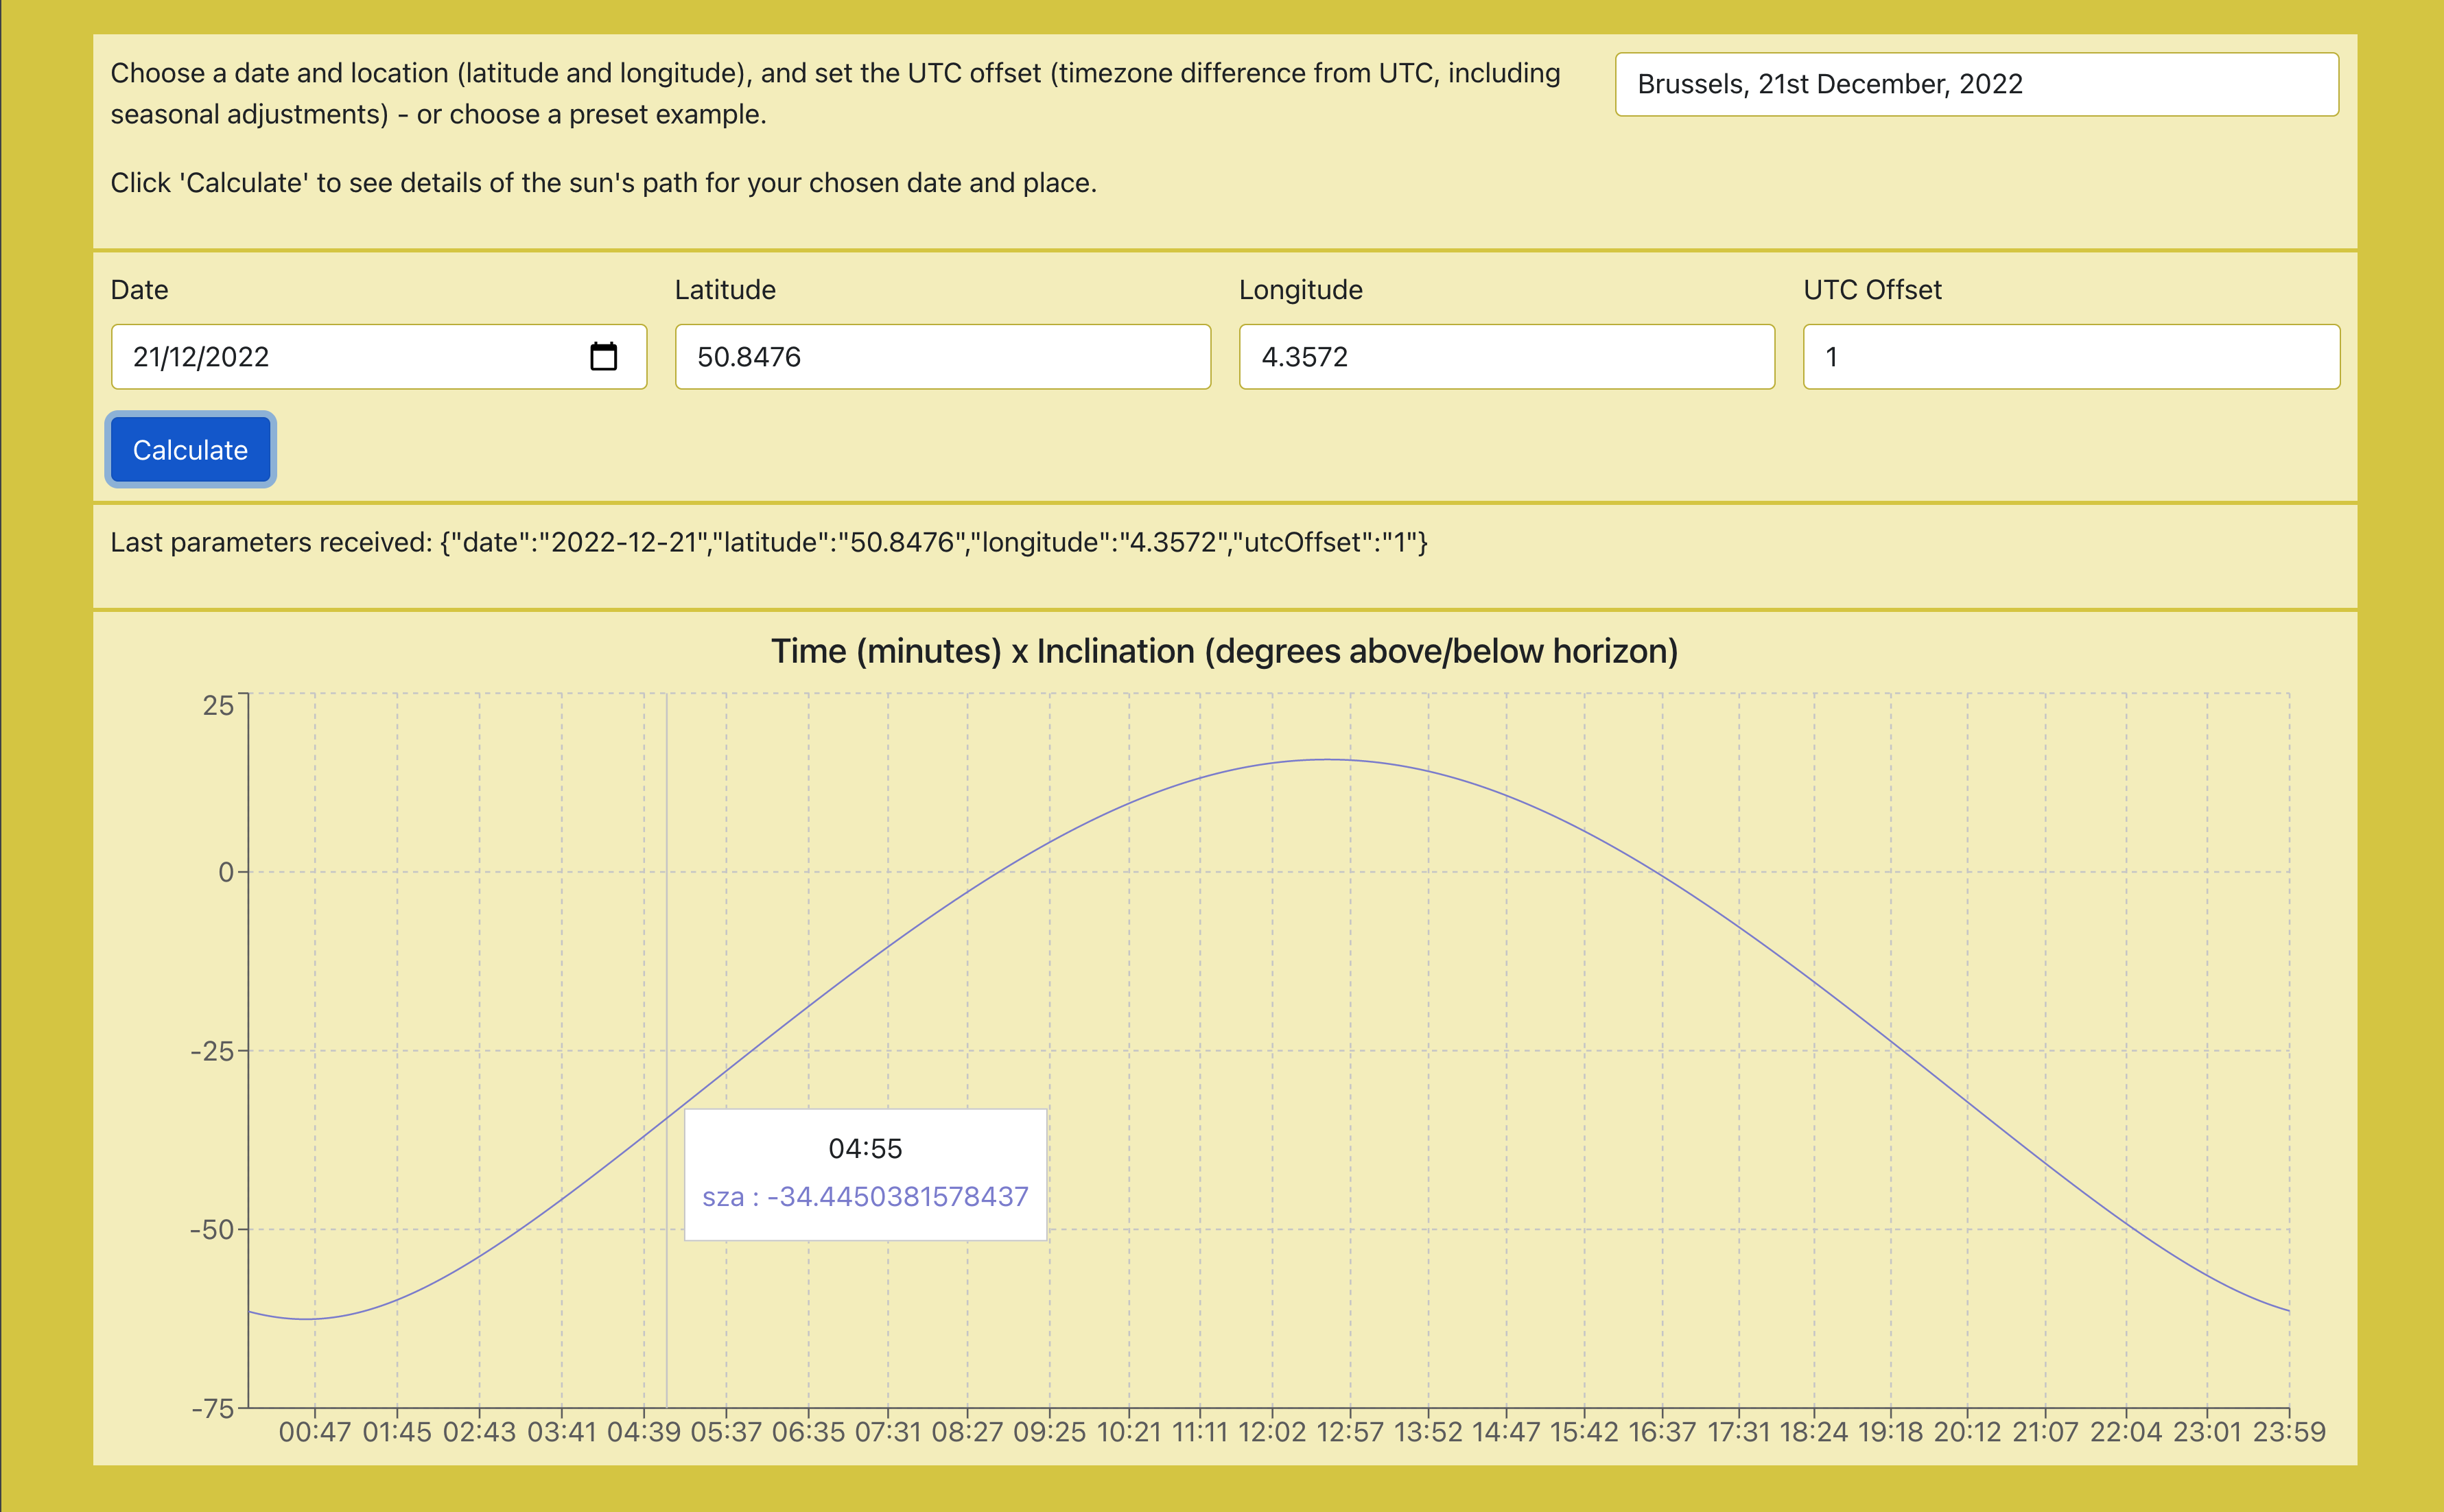 Choose a date and location (latitude and longitude), and set the UTC offset (timezone difference from UTC, including
seasonal adjustments) - or choose a preset example.
Brussels, 21st December, 2022
Click 'Calculate' to see details of the sun's path for your chosen date and place.
Date
Latitude
Longitude
UTC Offset
21/12/2022
50.8476
4.3572
1
Calculate
Last parameters received: {"date":"2022-12-21","latitude":"50.8476","longitude":"4.3572","utcOffset":"1"}
Time (minutes) x Inclination (degrees above/below horizon)
25
0
-25
-50
-75
04:55
sza : -34.4450381578437
00:47 01:45 02:43 03:41 04:39 05:37 06:35 07:31 08:27 09:25 10:21 11:11 12:02 12:57 13:52 14:47 15:42 16:37 17:31 18:24 19:18 20:12 21:07 22:04 23:01 23:59